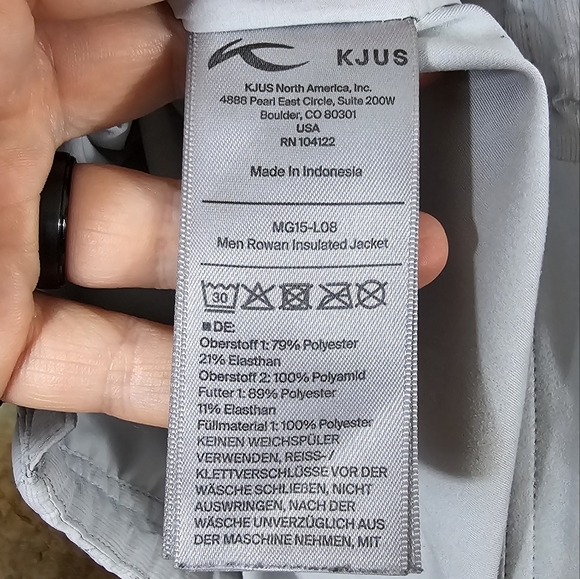 KJUS
KJUS North America, Inc.
4888 Pearl East Circle, Suite 200W
Boulder, CO 80301
USA
RN 104122
Made in Indonesia
MG15-L08
Men Rowan Insulated Jacket
30
DE:
Oberstoff 1: 79% Polyester
21% Elasthan
Oberstoff 2: 100% Polyamid
Futter 1: 89% Polyester
11% Elasthan
Füllmaterial 1: 100% Polyester
KEINEN WEICHSPÜLER
VERWENDEN, REISS- /
KLETTVERSCHLÜSSE VOR DER
WÄSCHE SCHLIEßEN, NICHT
AUSWRINGEN, NACH DER
WÄSCHE UNVERZÜGLICH AUS
DER MASCHINE NEHMEN, MIT